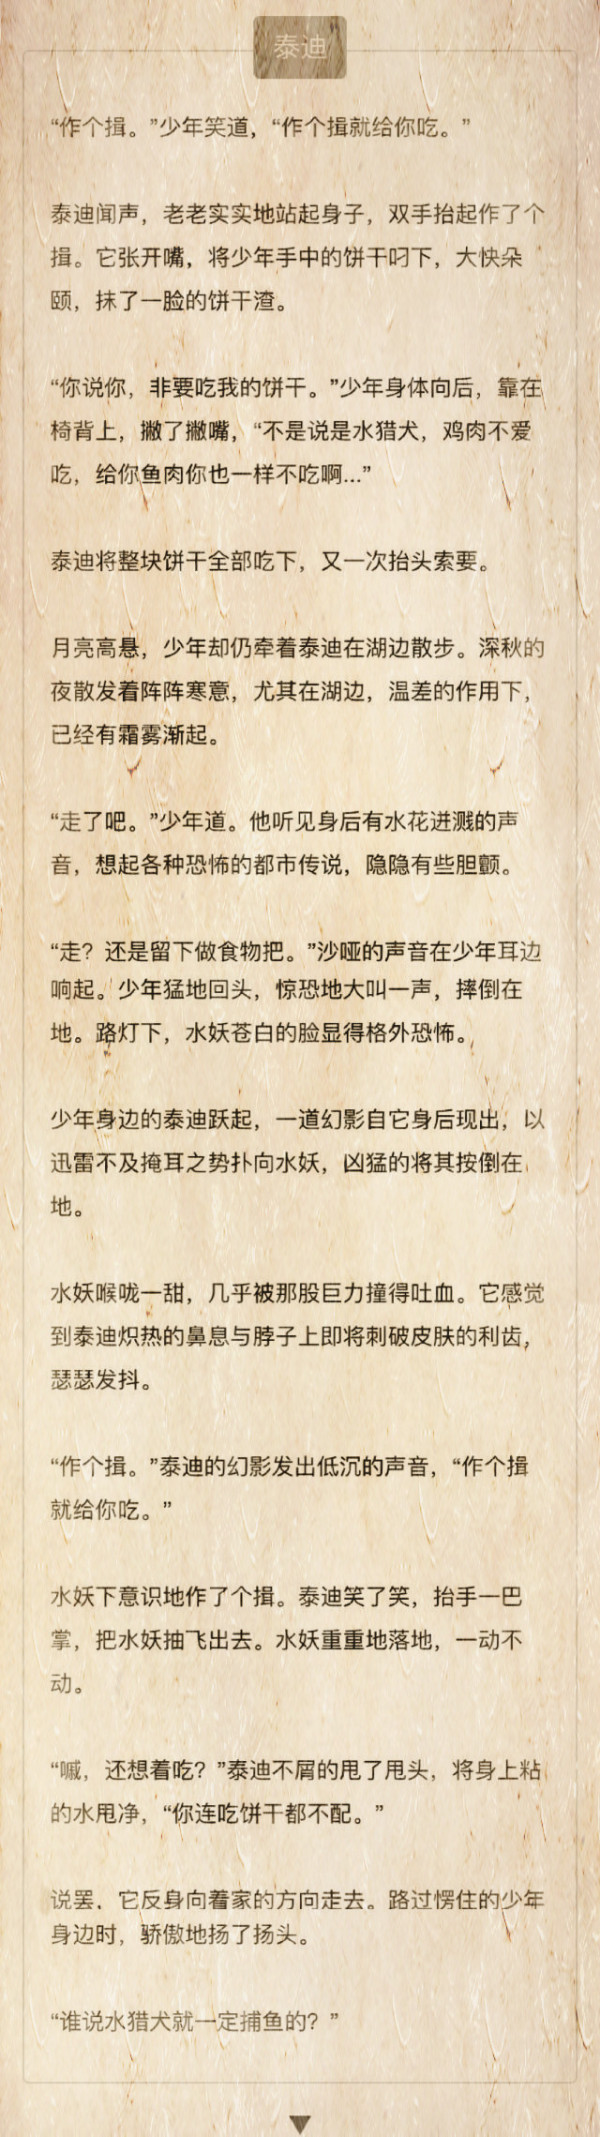 泰迪
“作个揖。”少年笑道，“作个揖就给你吃。”
泰迪闻声，老老实实地站起身子，双手抬起作了个
揖。它张开嘴，将少年手中的饼干叼下，大快朵
颐，抹了一脸的饼干渣。
“你说你，非要吃我的饼干。”少年身体向后，靠在
椅背上，撇了撇嘴，“不是说是水猎犬，鸡肉不爱
吃，给你鱼肉你也一样不吃啊...”
泰迪将整块饼干全部吃下，又一次抬头索要。
月亮高悬，少年却仍牵着泰迪在湖边散步。深秋的
夜散发着阵阵寒意，尤其在湖边，温差的作用下，
已经有霜雾渐起。
“走了吧。”少年道。他听见身后有水花迸溅的声
音，想起各种恐怖的都市传说，隐隐有些胆颤。
“走？还是留下做食物把。”沙哑的声音在少年耳边
响起。少年猛地回头，惊恐地大叫一声，摔倒在
地。路灯下，水妖苍白的脸显得格外恐怖。
少年身边的泰迪跃起，一道幻影自它身后现出，以
迅雷不及掩耳之势扑向水妖，凶猛的将其按倒在
地。
水妖喉咙一甜，几乎被那股巨力撞得吐血。它感觉
到泰迪炽热的鼻息与脖子上即将刺破皮肤的利齿，
瑟瑟发抖。
“作个揖。”泰迪的幻影发出低沉的声音，“作个揖
就给你吃。”
水妖下意识地作了个揖。泰迪笑了笑，抬手一巴
掌，把水妖抽飞出去。水妖重重地落地，一动不
动。
“嘁，还想着吃？”泰迪不屑的甩了甩头，将身上粘
的水甩净，“你连吃饼干都不配。”
说罢，它反身向着家的方向走去。路过愣住的少年
身边时，骄傲地扬了扬头。
“谁说水猎犬就一定捕鱼的？”